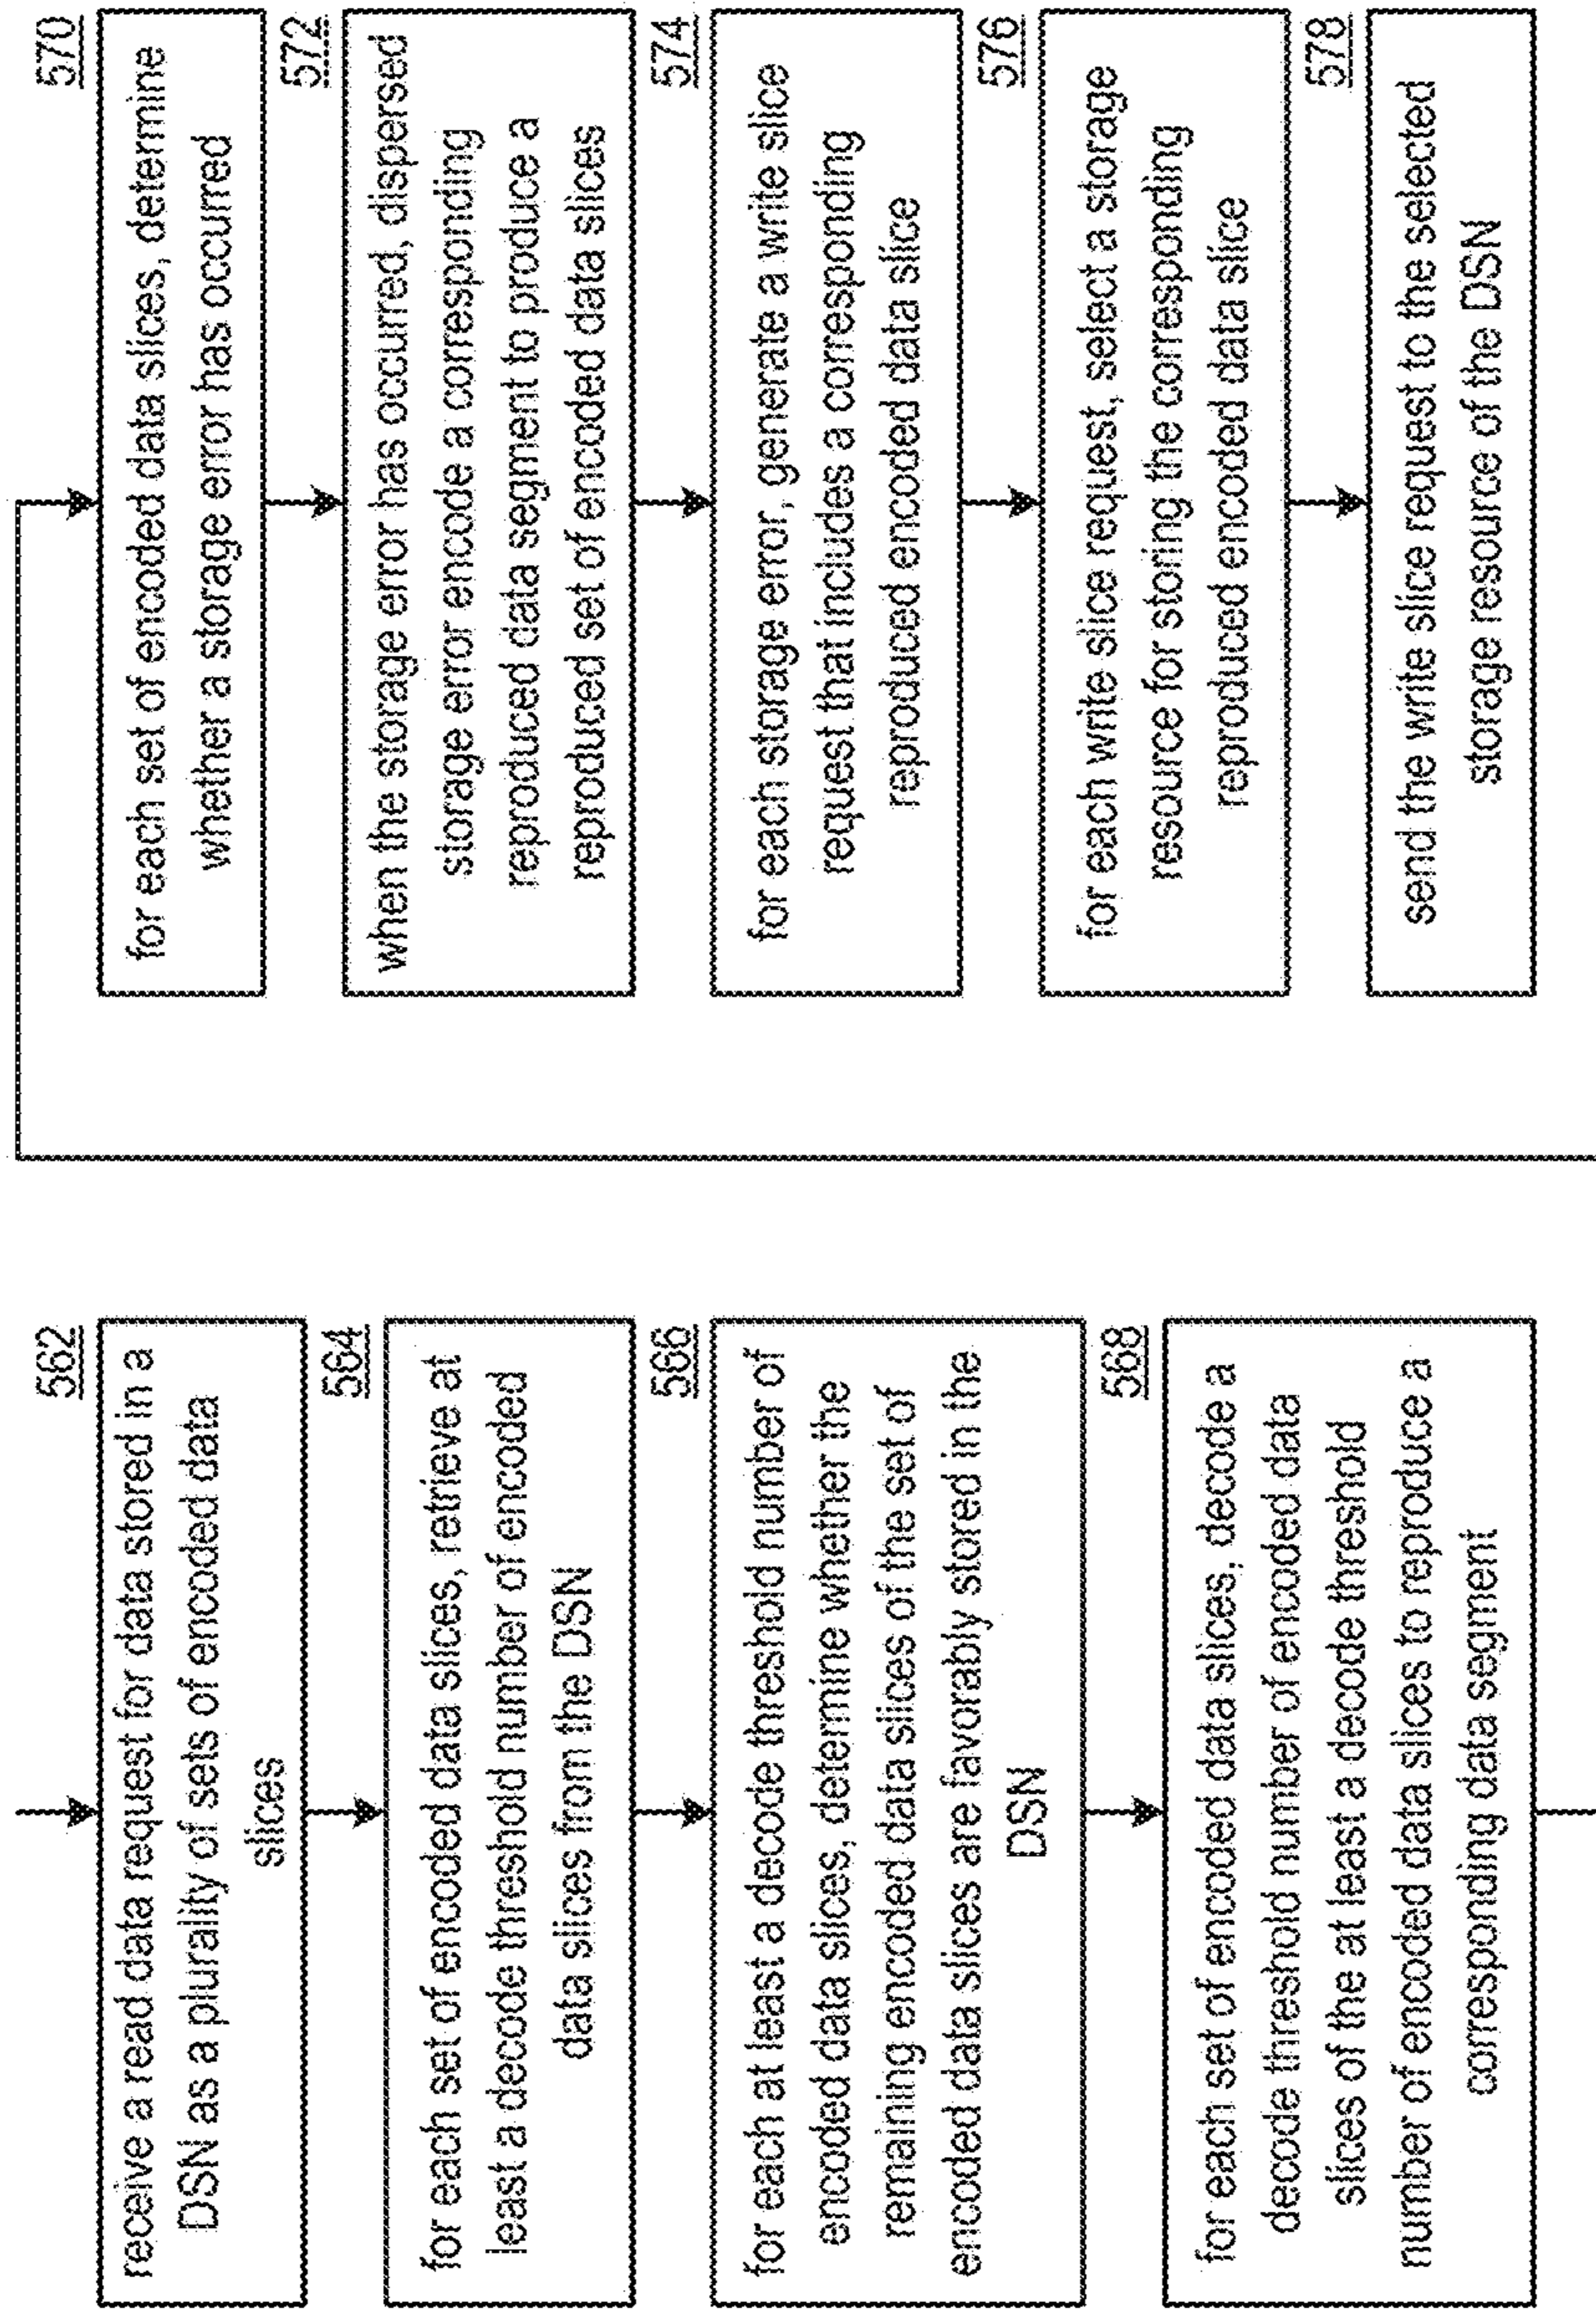 562
receive a read data request for data stored in a
DSN as a plurality of sets of encoded data
slices
564
for each set of encoded data slices, retrieve at
least a decode threshold number of encoded
data slices from the DSN
566
for each at least a decode threshold number of
encoded data slices, determine whether the
remaining encoded data slices of the set of
encoded data slices are favorably stored in the
DSN
568
for each set of encoded data slices, decode a
decode threshold number of encoded data
slices of the at least a decode threshold
number of encoded data slices to reproduce a
corresponding data segment
570
for each set of encoded data slices, determine
whether a storage error has occurred
572
when the storage error has occurred, dispersed
storage error encode a corresponding
reproduced data segment to produce a
reproduced set of encoded data slices
574
for each storage error, generate a write slice
request that includes a corresponding
reproduced encoded data slice
576
for each write slice request, select a storage
resource for storing the corresponding
reproduced encoded data slice
578
send the write slice request to the selected
storage resource of the DSN